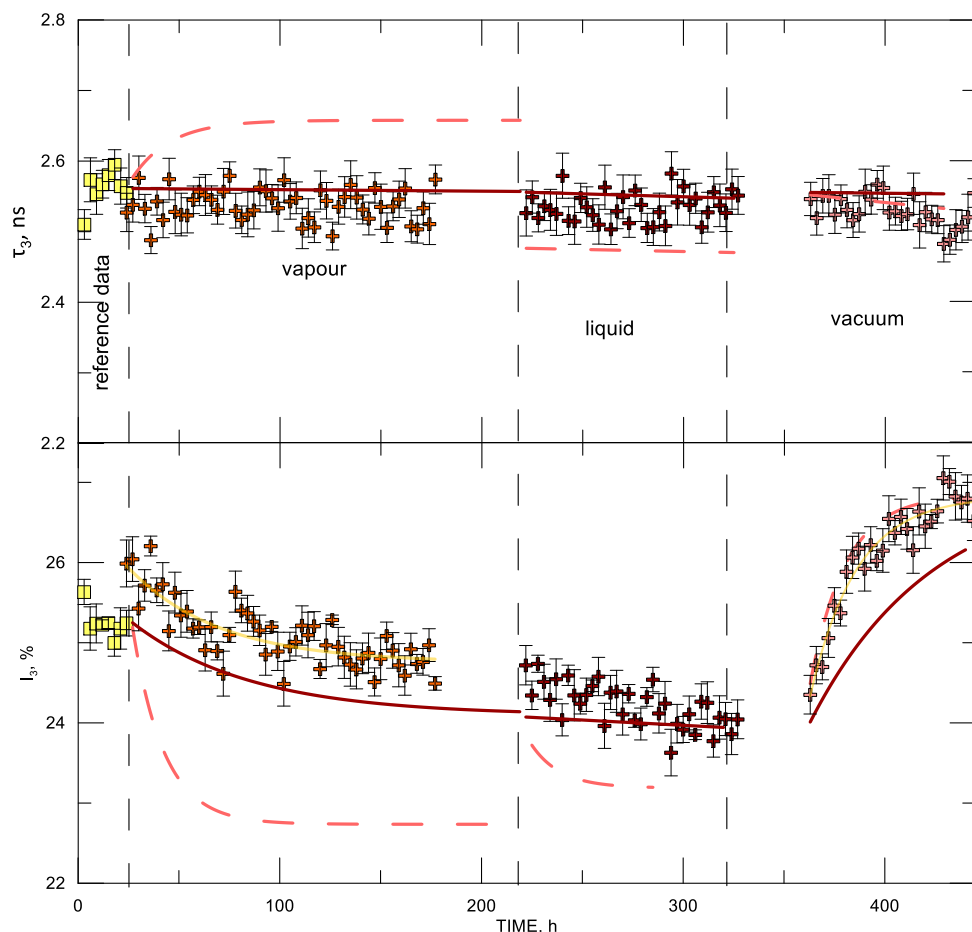 2.8
2.6
τ3, ns
vapour
2.4
liquid
vacuum
reference data
2.2
26
I3, %
24
22
0
100
200
300
400
TIME, h